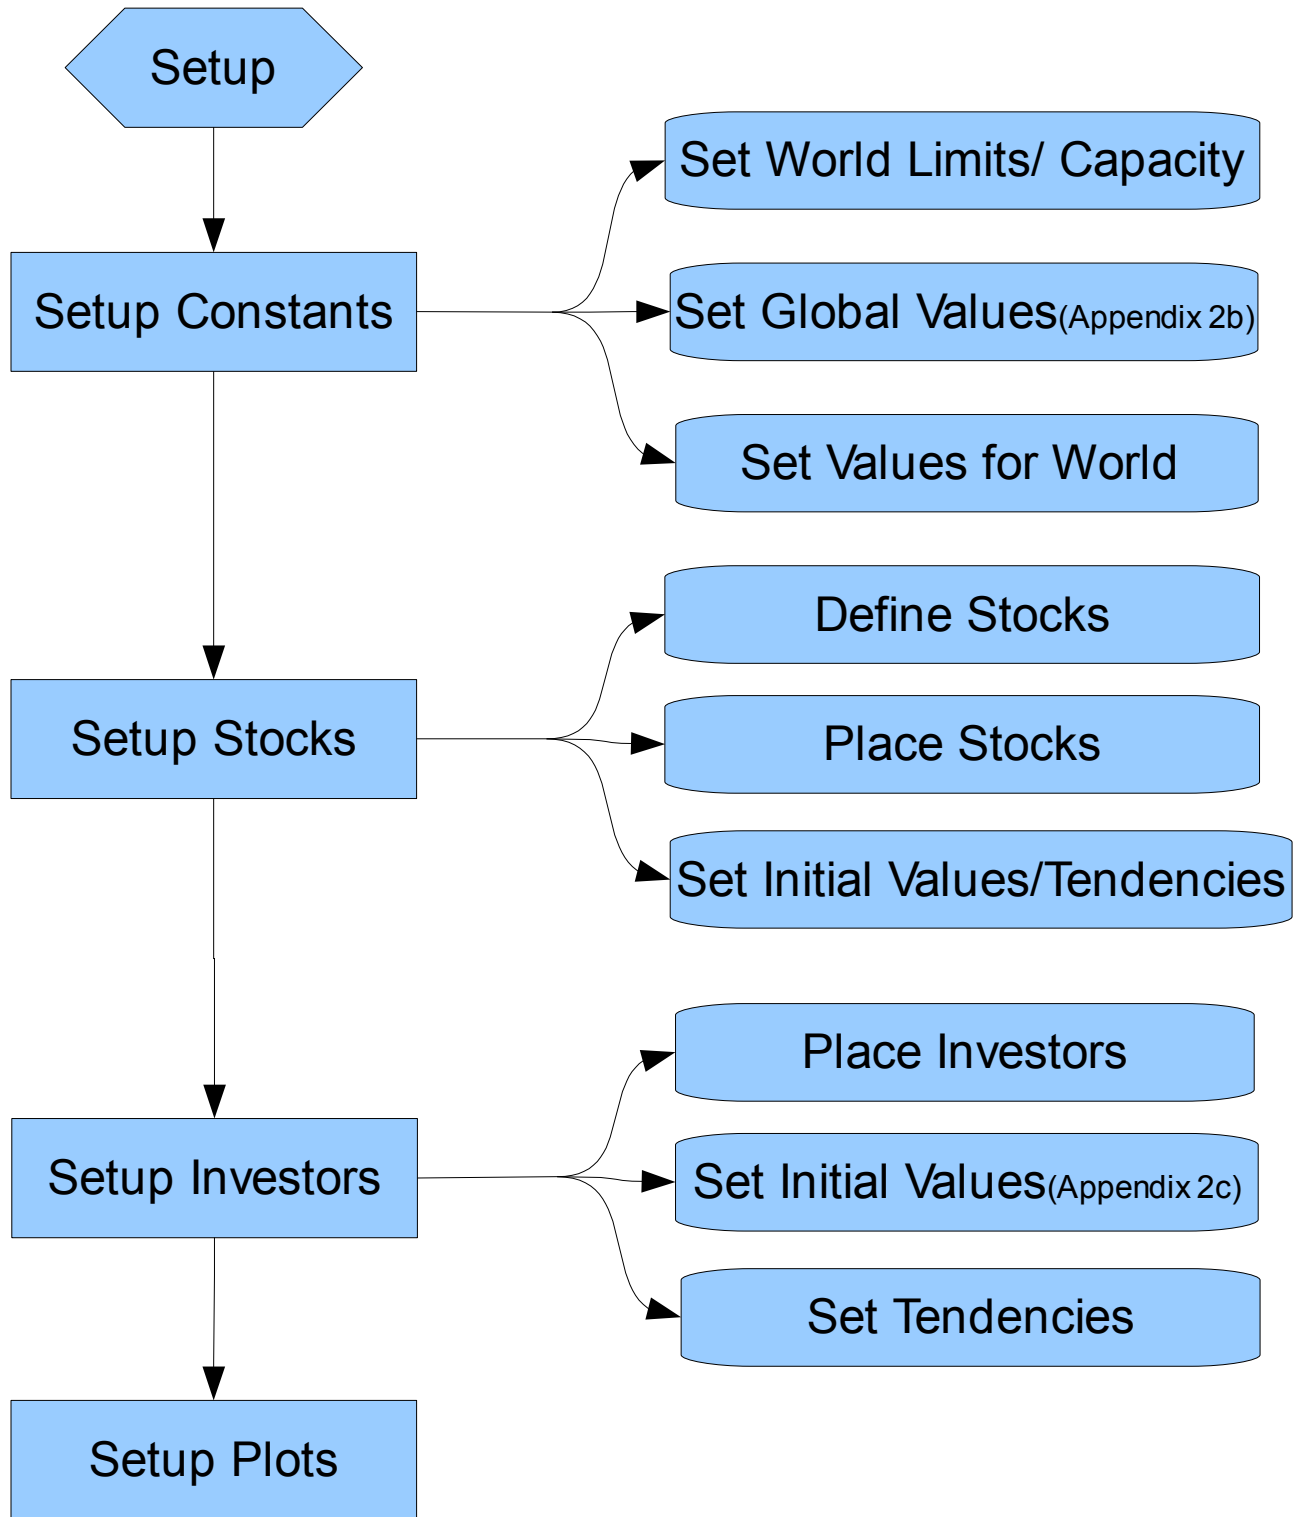 Setup
Setup Constants
Set World Limits/ Capacity
Set Global Values(Appendix 2b)
Set Values for World
Setup Stocks
Define Stocks
Place Stocks
Set Initial Values/Tendencies
Setup Investors
Place Investors
Set Initial Values(Appendix 2c)
Set Tendencies
Setup Plots